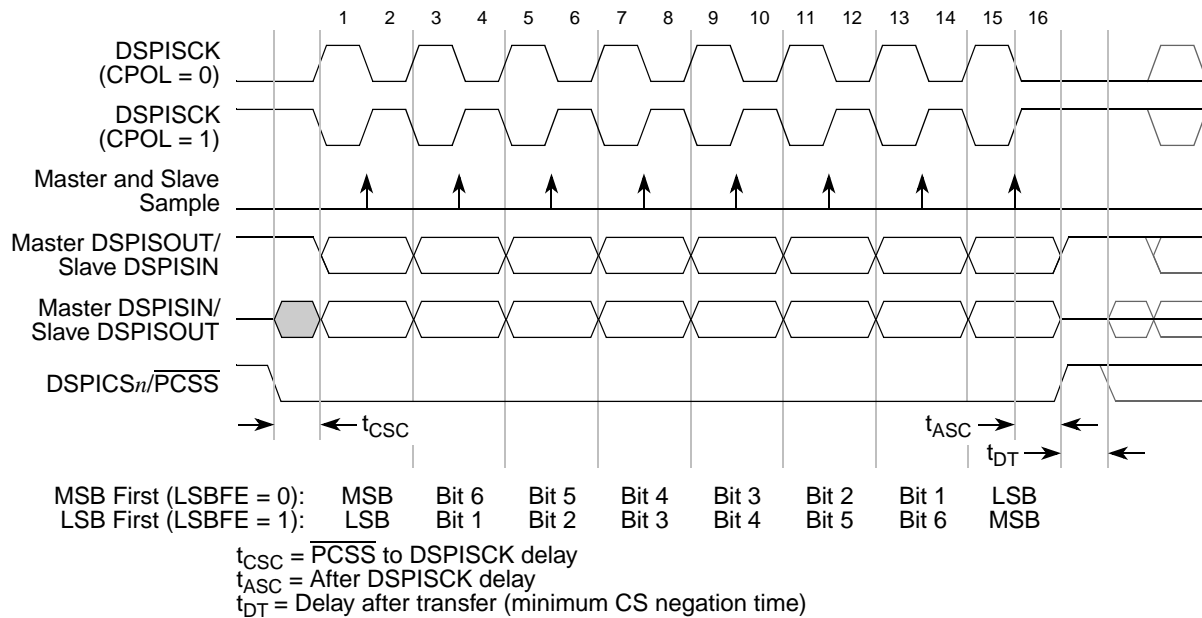 1 2 3 4 5 6 7 8 9 10 11 12 13 14 15 16
DSPISCK
(CPOL = 0)
DSPISCK
(CPOL = 1)
Master and Slave
Sample
Master DSPISOUT/
Slave DSPISIN
Master DSPISIN/
Slave DSPISOUT
DSPICSn/PCSS
tCSC
tASC
tDT
MSB First (LSBFE = 0): MSB Bit 6 Bit 5 Bit 4 Bit 3 Bit 2 Bit 1 LSB
LSB First (LSBFE = 1): LSB Bit 1 Bit 2 Bit 3 Bit 4 Bit 5 Bit 6 MSB
tCSC = PCSS to DSPISCK delay
tASC = After DSPISCK delay
tDT = Delay after transfer (minimum CS negation time)